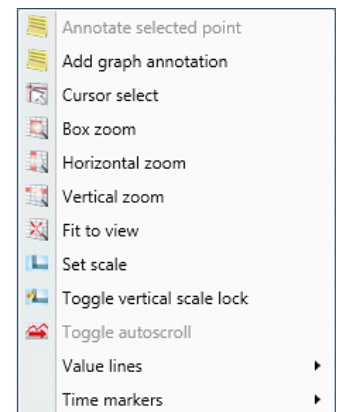 Annotate selected point
Add graph annotation
Cursor select
Box zoom
Horizontal zoom
Vertical zoom
Fit to view
Set scale
Toggle vertical scale lock
Toggle autoscroll
Value lines
Time markers